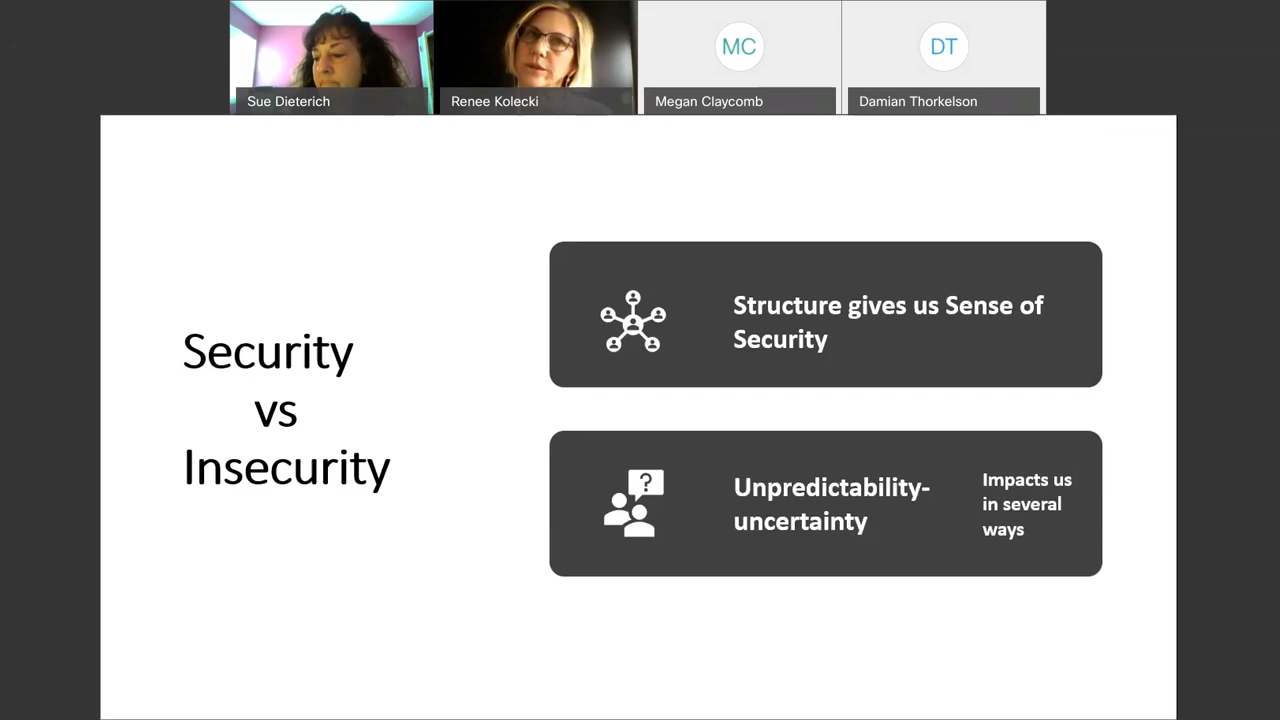 Sue Dieterich
Renee Kolecki
MC
Megan Claycomb
DT
Damian Thorkelson
Security
vs
Insecurity
Structure gives us Sense of
Security
?
Unpredictability-
uncertainty
Impacts us
in several
ways